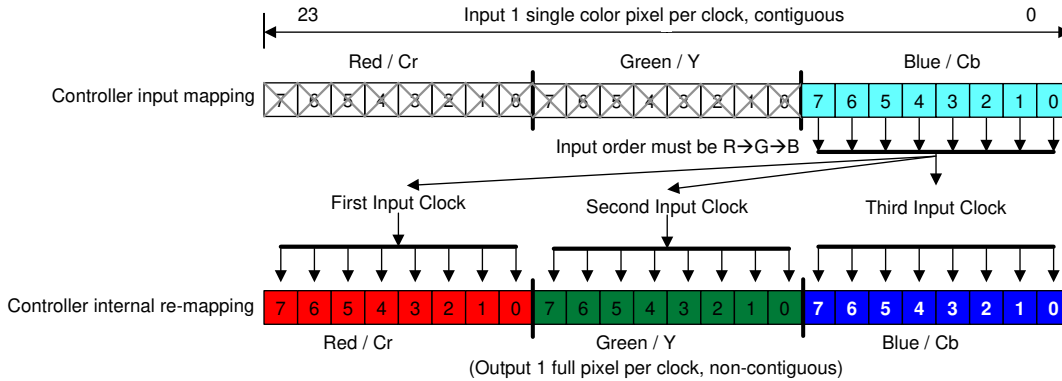 23 Input 1 single color pixel per clock, contiguous 0
Red / Cr Green / Y Blue / Cb
Controller input mapping 7 6 5 4 3 2 1 0 7 6 5 4 3 2 1 0 7 6 5 4 3 2 1 0
Input order must be R→G→B
First Input Clock Second Input Clock Third Input Clock
Controller internal re-mapping 7 6 5 4 3 2 1 0 7 6 5 4 3 2 1 0 7 6 5 4 3 2 1 0
Red / Cr Green / Y Blue / Cb
(Output 1 full pixel per clock, non-contiguous)